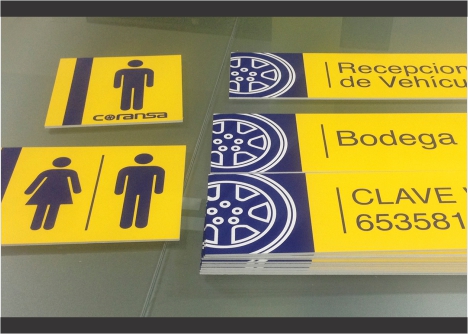 coransa
Recepcion
de Vehicu
Bodega
CLAVE
653581